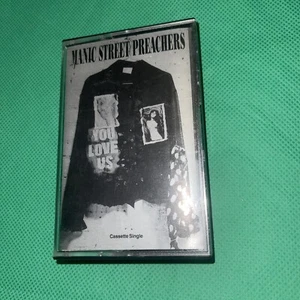 MANIC STREET PREACHERS
YOU
LOVE
US
Cassette Single